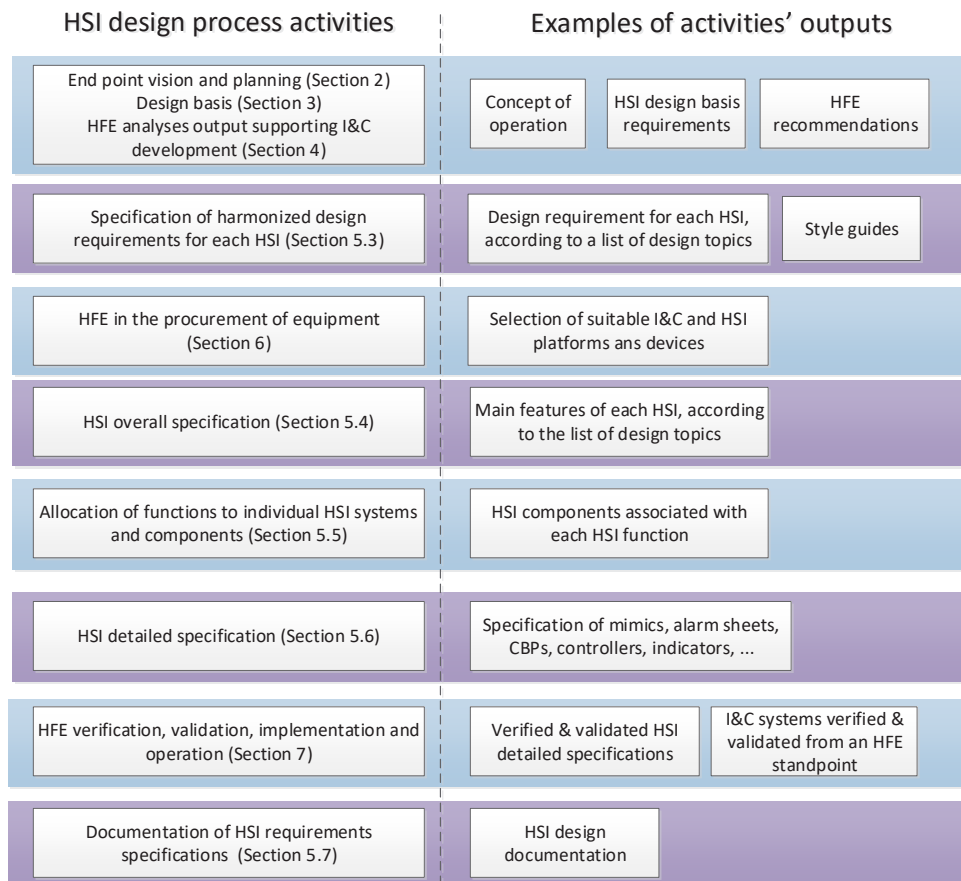 HSI design process activities
Examples of activities’ outputs
End point vision and planning (Section 2)
Design basis (Section 3)
HFE analyses output supporting I&C
development (Section 4)
Concept of
operation
HSI design basis
requirements
HFE
recommendations
Specification of harmonized design
requirements for each HSI (Section 5.3)
Design requirement for each HSI,
according to a list of design topics
Style guides
HFE in the procurement of equipment
(Section 6)
Selection of suitable I&C and HSI
platforms ans devices
HSI overall specification (Section 5.4)
Main features of each HSI, according
to the list of design topics
Allocation of functions to individual HSI systems
and components (Section 5.5)
HSI components associated with
each HSI function
HSI detailed specification (Section 5.6)
Specification of mimics, alarm sheets,
CBPs, controllers, indicators, ...
HFE verification, validation, implementation and
operation (Section 7)
Verified & validated HSI
detailed specifications
I&C systems verified &
validated from an HFE
standpoint
Documentation of HSI requirements
specifications (Section 5.7)
HSI design
documentation